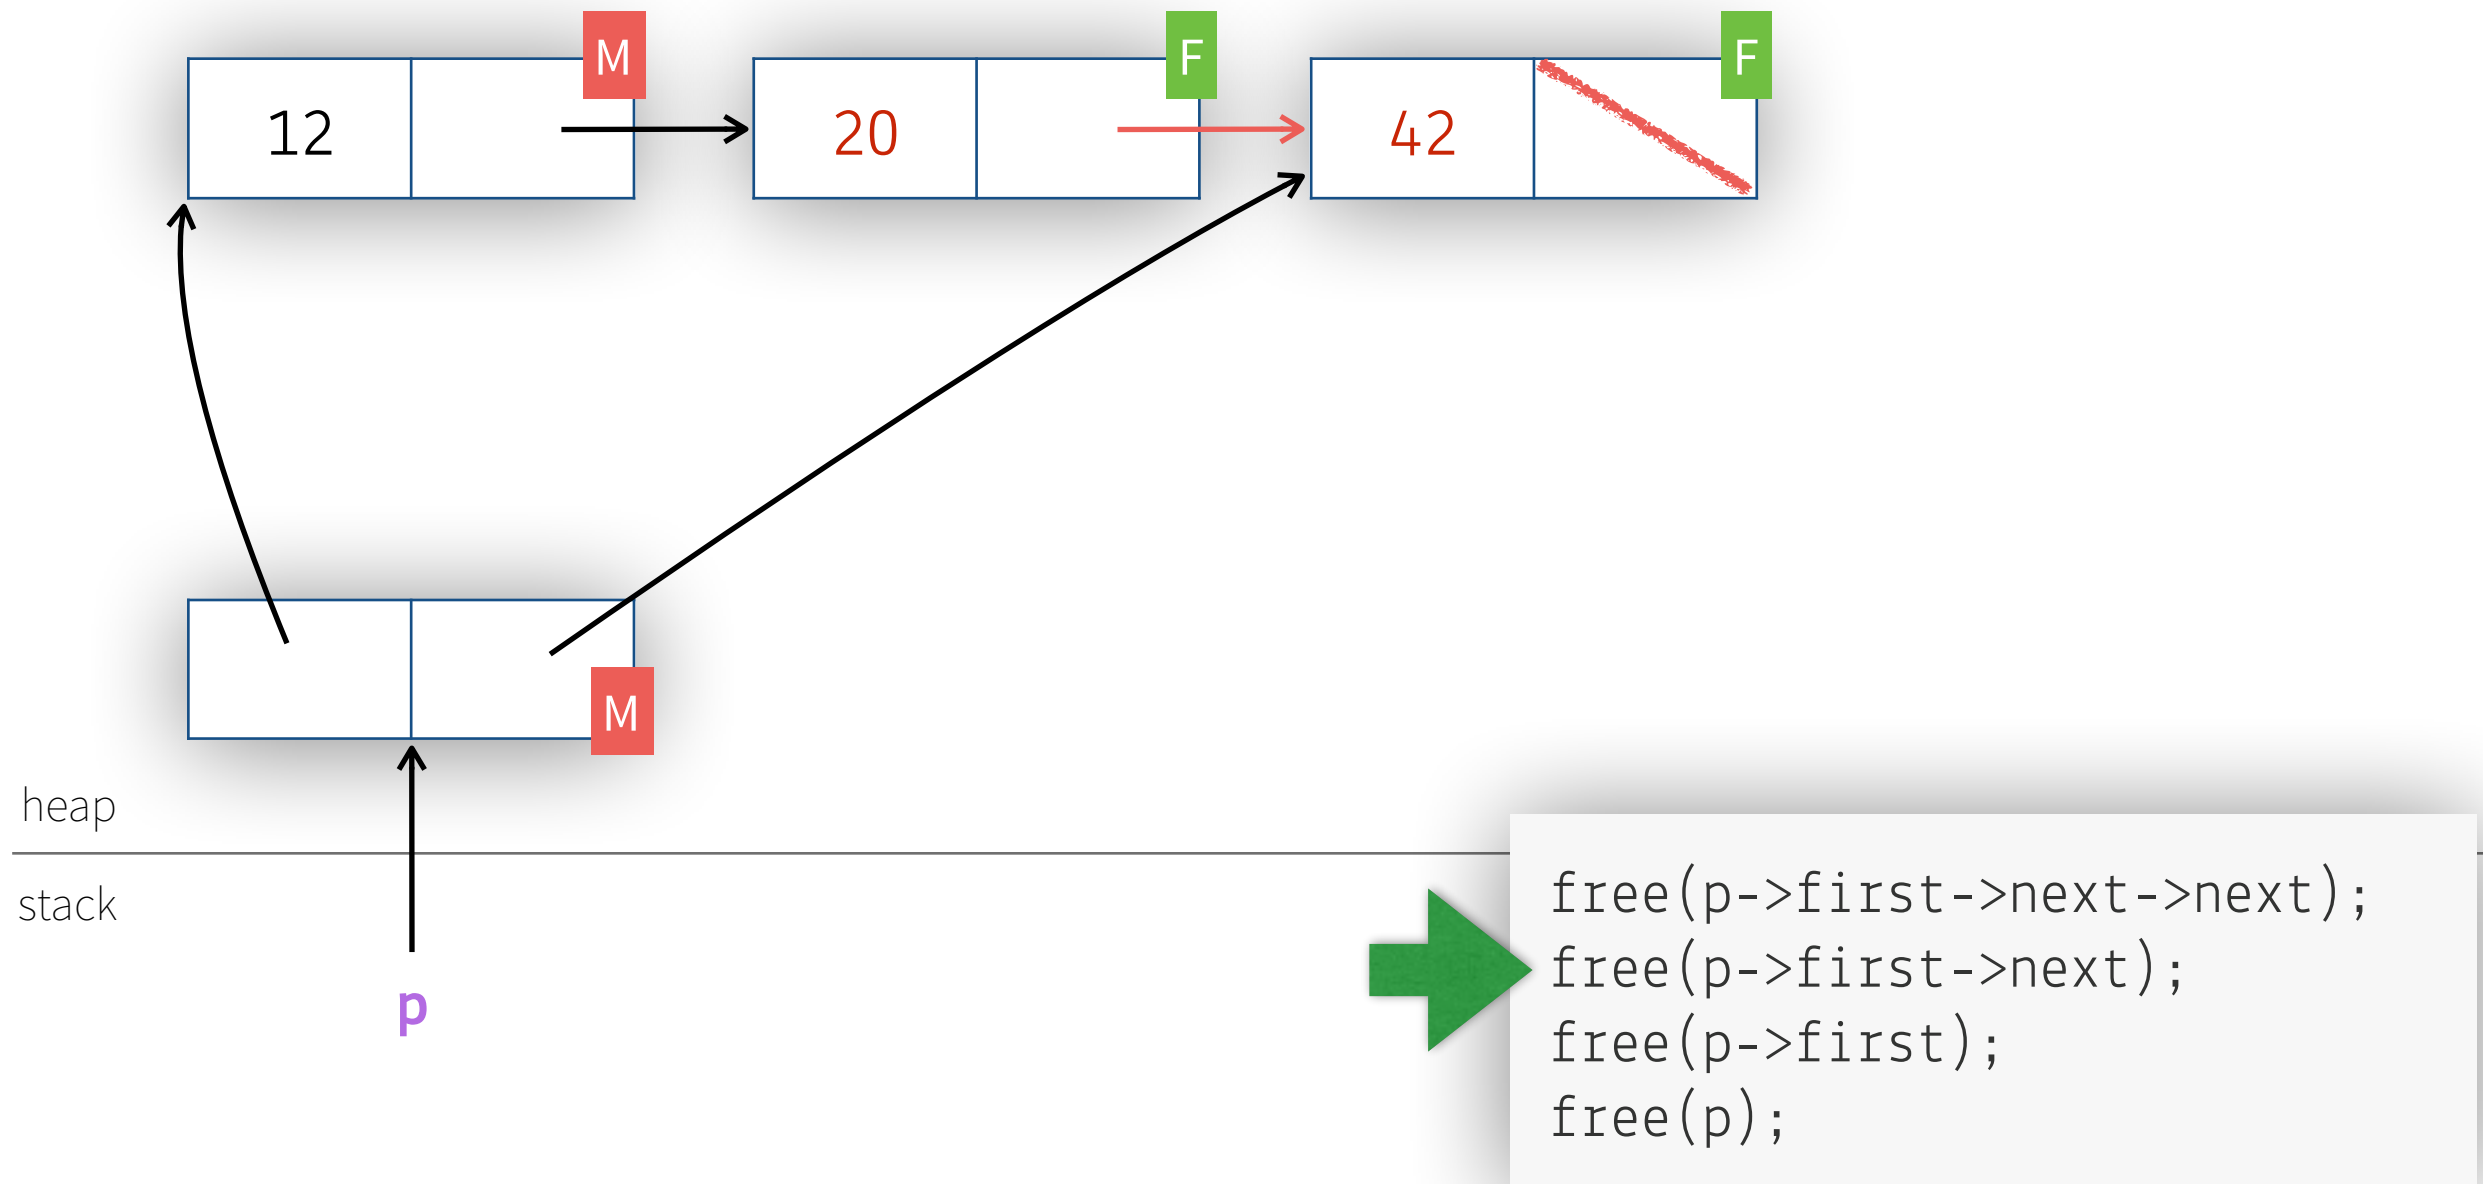 M
F
F
12
20
42
M
heap
stack
p
free(p->first->next->next);
free(p->first->next);
free(p->first);
free(p);